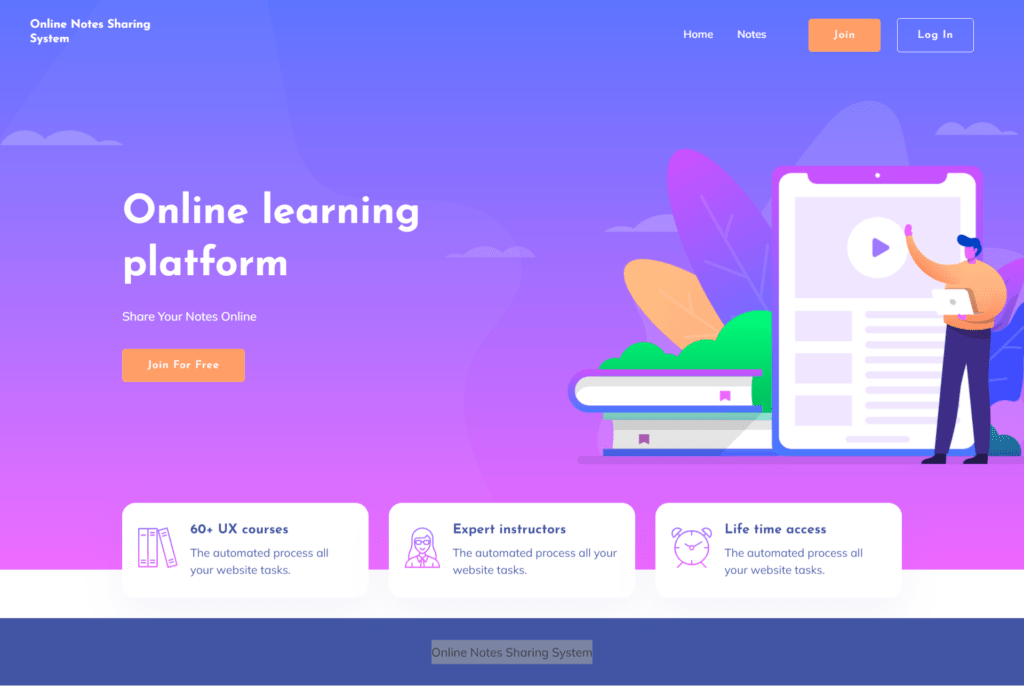 Online Notes Sharing
System
Home
Notes
Join
Log In
Online learning
platform
Share Your Notes Online
Join For Free
60+ UX courses
The automated process all
your website tasks.
Expert instructors
The automated process all your
website tasks.
Life time access
The automated process all
your website tasks.
Online Notes Sharing System